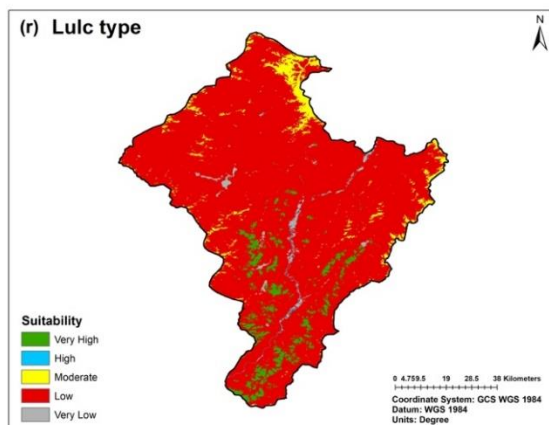 (r) Lulc type
N
Suitability
Very High
High
Moderate
Low
Very Low
0 4.759.5 19 28.5 38 Kilometers
Coordinate System: GCS WGS 1984
Datum: WGS 1984
Units: Degree